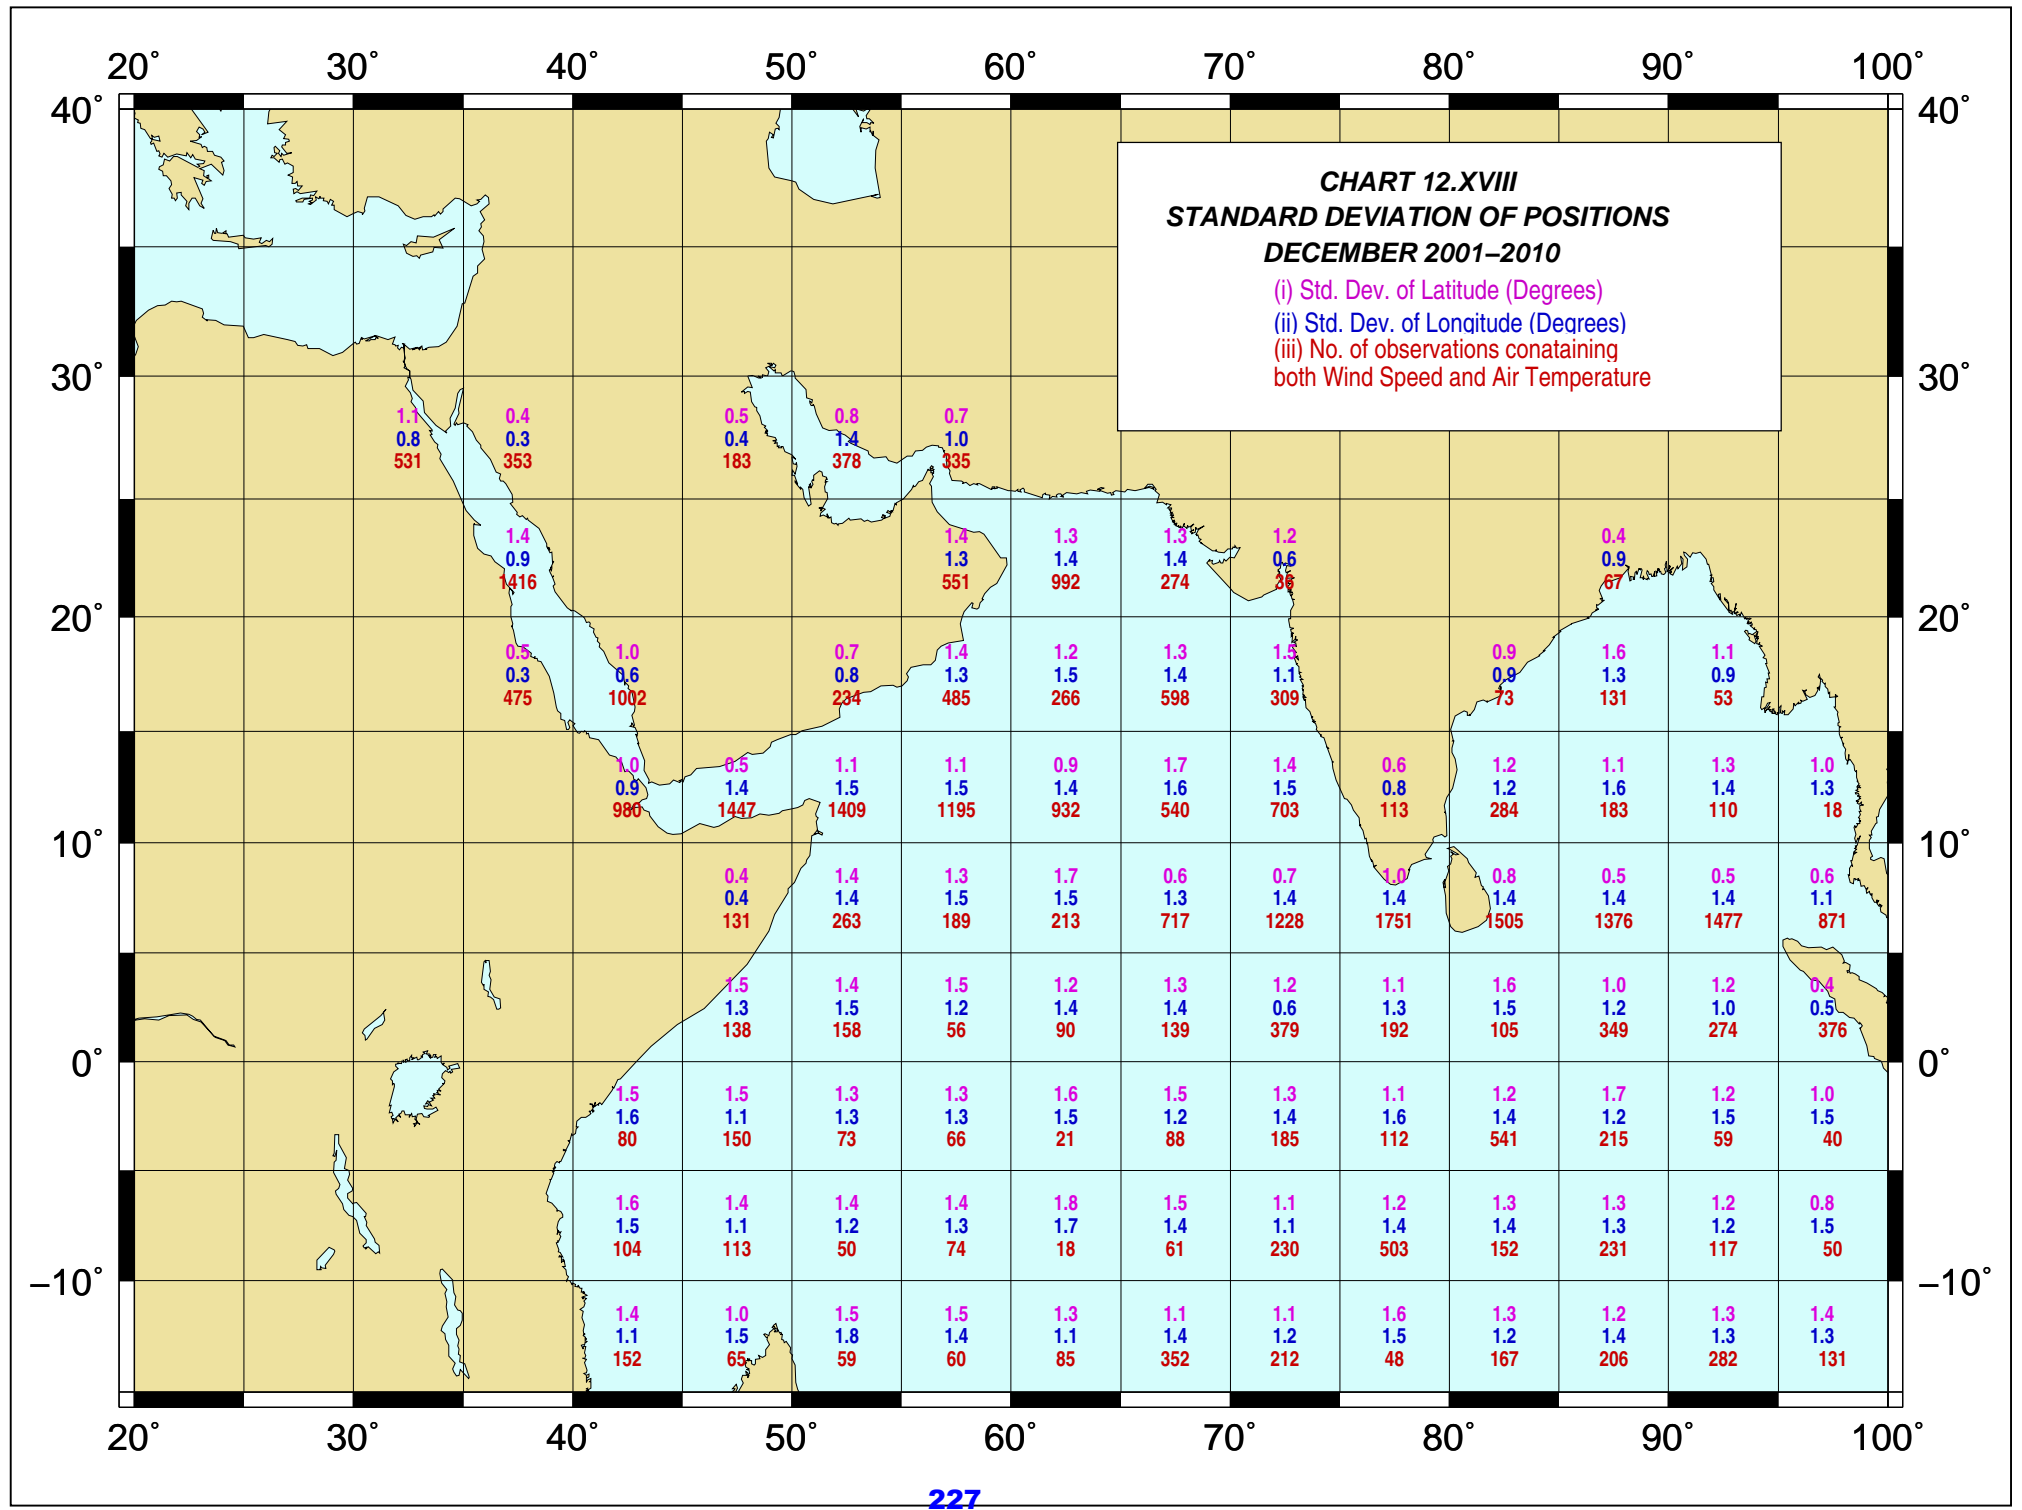 20° 30° 40° 50° 60° 70° 80° 90° 100°
40° 40°
CHART 12.XVIII
STANDARD DEVIATION OF POSITIONS
DECEMBER 2001–2010
(i) Std. Dev. of Latitude (Degrees)
(ii) Std. Dev. of Longitude (Degrees)
(iii) No. of observations conataining
30° both Wind Speed and Air Temperature 30°
1.1 0.4 0.5 0.8 0.7
0.8 0.3 0.4 1.4 1.0
531 353 183 378 335
1.4 1.4 1.3 1.3 1.2 0.4
0.9 1.3 1.4 1.4 0.6 0.9
1416 551 992 274 36 67
20° 20°
0.5 1.0 0.7 1.4 1.2 1.3 1.5 0.9 1.6 1.1
0.3 0.6 0.8 1.3 1.5 1.4 1.1 0.9 1.3 0.9
475 1002 234 485 266 598 309 73 131 53
1.0 0.5 1.1 1.1 0.9 1.7 1.4 0.6 1.2 1.1 1.3 1.0
0.9 1.4 1.5 1.5 1.4 1.6 1.5 0.8 1.2 1.6 1.4 1.3
980 1447 1409 1195 932 540 703 113 284 183 110 18
10° 10°
0.4 1.4 1.3 1.7 0.6 0.7 1.0 0.8 0.5 0.5 0.6
0.4 1.4 1.5 1.5 1.3 1.4 1.4 1.4 1.4 1.4 1.1
131 263 189 213 717 1228 1751 1505 1376 1477 871
1.5 1.4 1.5 1.2 1.3 1.2 1.1 1.6 1.0 1.2 0.4
1.3 1.5 1.2 1.4 1.4 0.6 1.3 1.5 1.2 1.0 0.5
138 158 56 90 139 379 192 105 349 274 376
0° 0°
1.5 1.5 1.3 1.3 1.6 1.5 1.3 1.1 1.2 1.7 1.2 1.0
1.6 1.1 1.3 1.3 1.5 1.2 1.4 1.6 1.4 1.2 1.5 1.5
80 150 73 66 21 88 185 112 541 215 59 40
1.6 1.4 1.4 1.4 1.8 1.5 1.1 1.2 1.3 1.3 1.2 0.8
1.5 1.1 1.2 1.3 1.7 1.4 1.1 1.4 1.4 1.3 1.2 1.5
104 113 50 74 18 61 230 503 152 231 117 50
–10° –10°
1.4 1.0 1.5 1.5 1.3 1.1 1.1 1.6 1.3 1.2 1.3 1.4
1.1 1.5 1.8 1.4 1.1 1.4 1.2 1.5 1.2 1.4 1.3 1.3
152 65 59 60 85 352 212 48 167 206 282 131
20° 30° 40° 50° 60° 70° 80° 90° 100°
227